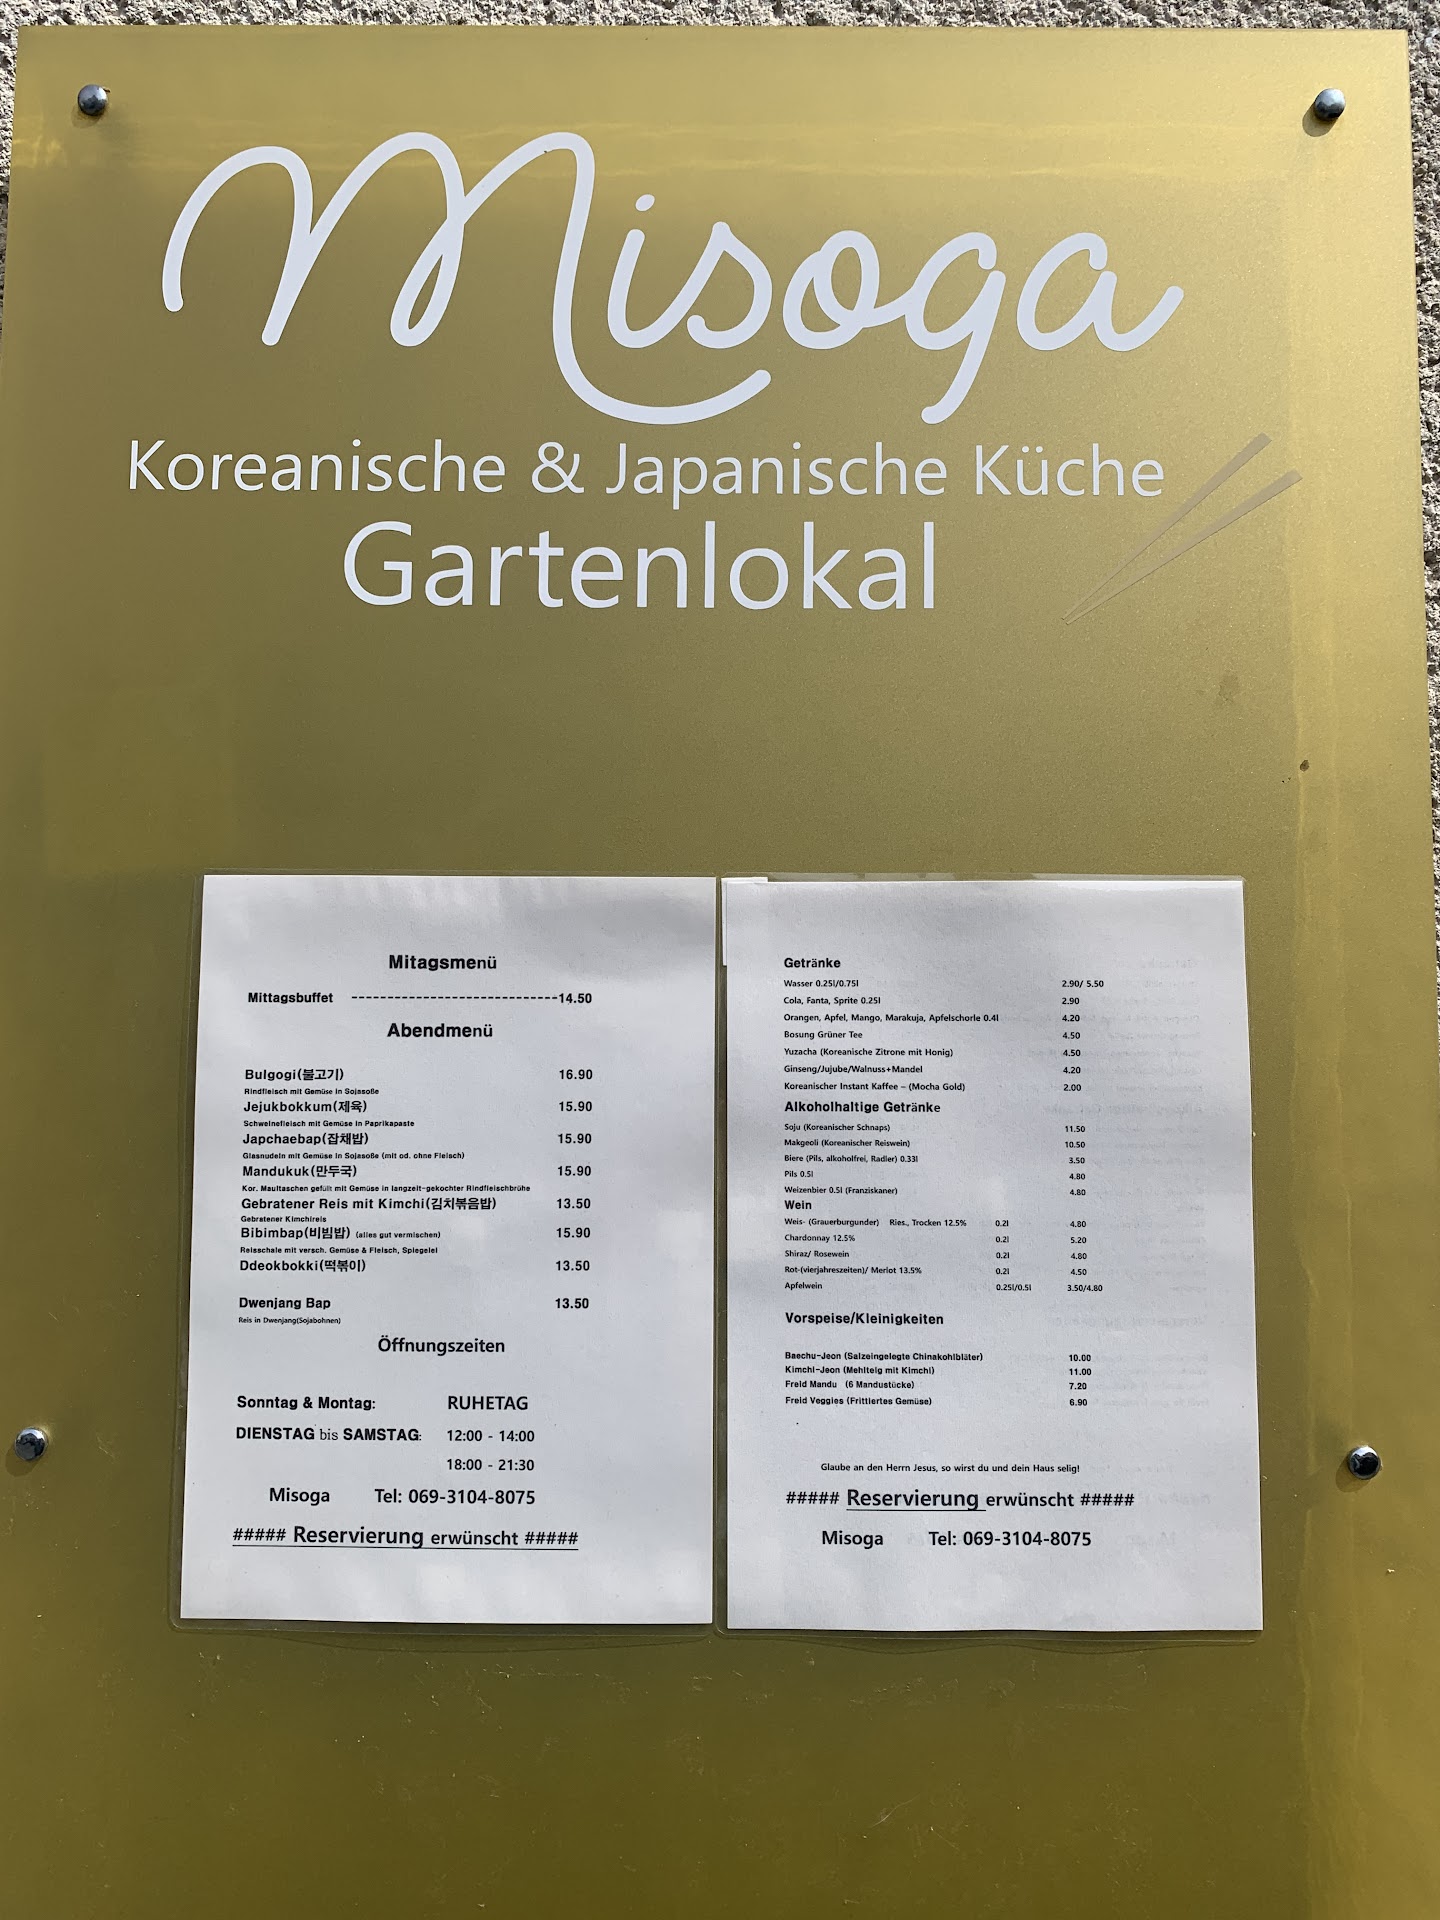 Misoga
Koreanische & Japanische Küche
Gartenlokal
Mitagsmenü
Mittagsbuffet -----------------------------14.50
Abendmenü
Bulgogi(불고기) 16.90
Rindfleisch mit Gemüse in Sojasoße
Jejukbokkum(제육) 15.90
Schweinefleisch mit Gemüse in Paprikapaste
Japchaebap(잡채밥) 15.90
Glasnudeln mit Gemüse in Sojasoße (mit od. ohne Fleisch)
Mandukuk(만두국) 15.90
Kor. Maultaschen gefüllt mit Gemüse in langzeit-gekochter Rindfleischbrühe
Gebratener Reis mit Kimchi(김치볶음밥) 13.50
Gebratener Kimchireis
Bibimbap(비빔밥) (alles gut vermischen) 15.90
Reisschale mit versch. Gemüse & Fleisch, Spiegelei
Ddeokbokki(떡볶이) 13.50
Dwenjang Bap 13.50
Reis in Dwenjang(Sojabohnen)
Öffnungszeiten
Sonntag & Montag: RUHETAG
DIENSTAG bis SAMSTAG: 12:00 - 14:00
18:00 - 21:30
Misoga Tel: 069-3104-8075
##### Reservierung erwünscht #####
Getränke
Wasser 0.25l/0.75l 2.90/ 5.50
Cola, Fanta, Sprite 0.25l 2.90
Orangen, Apfel, Mango, Marakuja, Apfelschorle 0.4l 4.20
Bosung Grüner Tee 4.50
Yuzacha (Koreanische Zitrone mit Honig) 4.50
Ginseng/Jujube/Walnuss+Mandel 4.20
Koreanischer Instant Kaffee – (Mocha Gold) 2.00
Alkoholhaltige Getränke
Soju (Koreanischer Schnaps) 11.50
Makgeoli (Koreanischer Reiswein) 10.50
Biere (Pils, alkoholfrei, Radler) 0.33l 3.50
Pils 0.5l 4.80
Weizenbier 0.5l (Franziskaner) 4.80
Wein
Weis- (Grauerburgunder) Ries., Trocken 12.5% 0.2l 4.80
Chardonnay 12.5% 0.2l 5.20
Shiraz/ Rosewein 0.2l 4.80
Rot-(vierjahreszeiten)/ Merlot 13.5% 0.2l 4.50
Apfelwein 0.25l/0.5l 3.50/4.80
Vorspeise/Kleinigkeiten
Baechu-Jeon (Salzeingelegte Chinakohlblätter) 10.00
Kimchi-Jeon (Mehlteig mit Kimchi) 11.00
Freid Mandu (6 Mandustücke) 7.20
Freid Veggies (Frittiertes Gemüse) 6.90
Glaube an den Herrn Jesus, so wirst du und dein Haus selig!
##### Reservierung erwünscht #####
Misoga Tel: 069-3104-8075